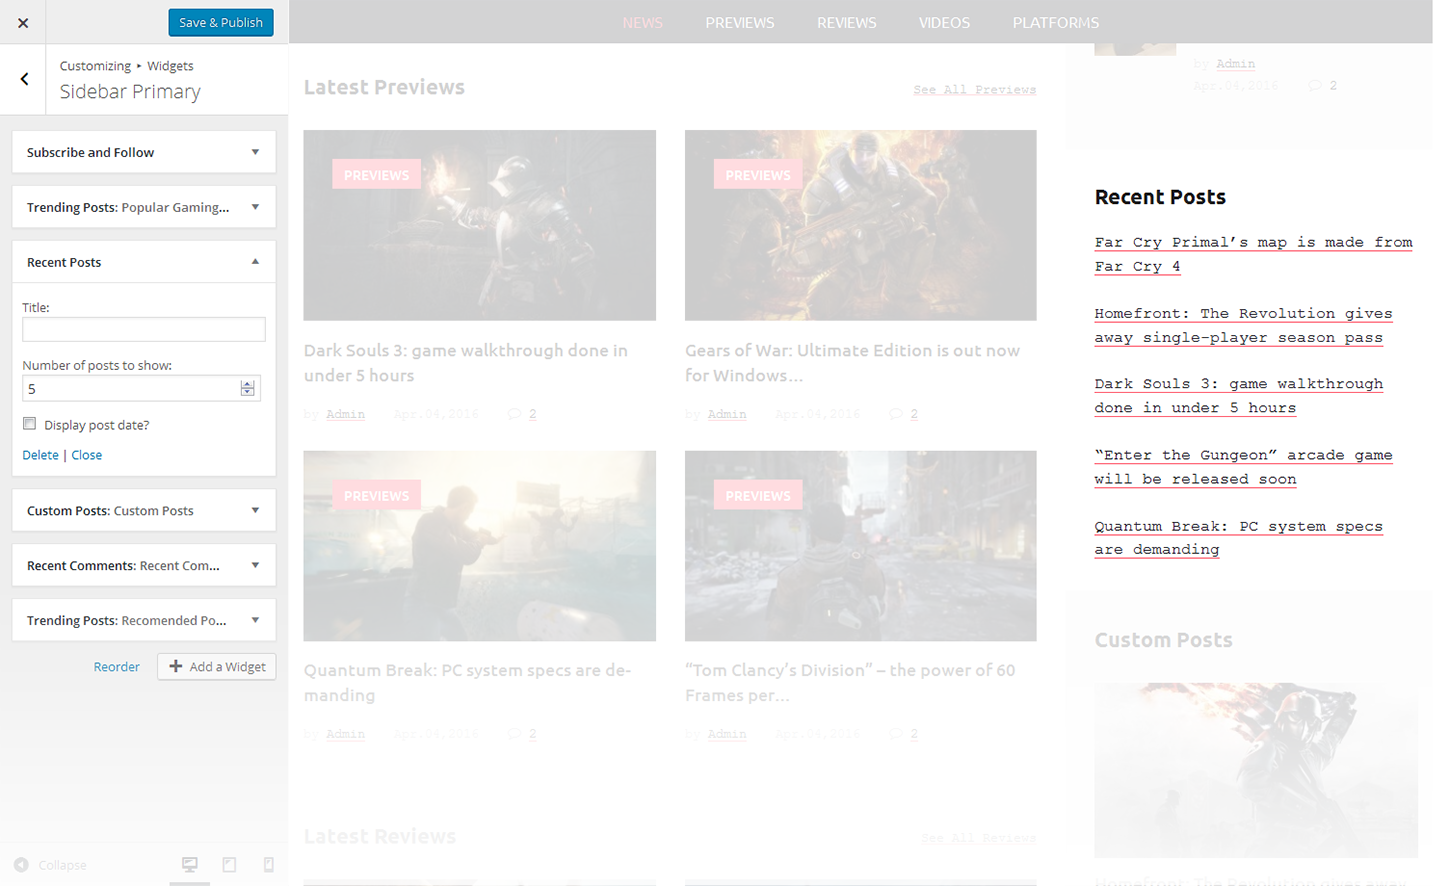 Save & Publish
Customizing ▸ Widgets
Sidebar Primary
Subscribe and Follow
Trending Posts: Popular Gaming...
Recent Posts
Title:
Number of posts to show:
5
Display post date?
Delete | Close
Custom Posts: Custom Posts
Recent Comments: Recent Com...
Trending Posts: Recomended Po...
Reorder
Add a Widget
Collapse
NEWS PREVIEWS REVIEWS VIDEOS PLATFORMS
Latest Previews
See All Previews
PREVIEWS
Dark Souls 3: game walkthrough done in
under 5 hours
by Admin Apr.04,2016 2
PREVIEWS
Gears of War: Ultimate Edition is out now
for Windows...
by Admin Apr.04,2016 2
PREVIEWS
Quantum Break: PC system specs are de-
manding
by Admin Apr.04,2016 2
PREVIEWS
“Tom Clancy’s Division” – the power of 60
Frames per...
by Admin Apr.04,2016 2
Latest Reviews
See All Reviews
by Admin
Apr.04,2016 2
Recent Posts
Far Cry Primal’s map is made from
Far Cry 4
Homefront: The Revolution gives
away single-player season pass
Dark Souls 3: game walkthrough
done in under 5 hours
“Enter the Gungeon” arcade game
will be released soon
Quantum Break: PC system specs
are demanding
Custom Posts
Homefront: The Revolution gives away